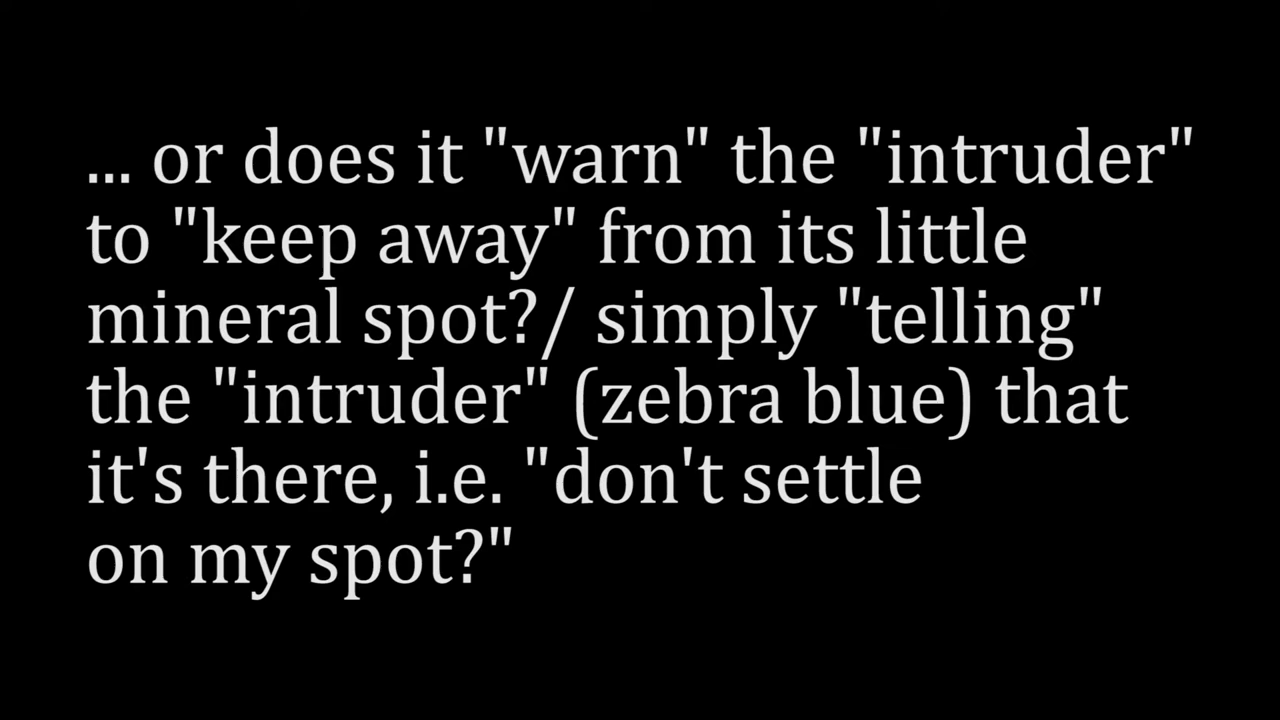 ... or does it "warn" the "intruder"
to "keep away" from its little
mineral spot?/ simply "telling"
the "intruder" (zebra blue) that
it's there, i.e. "don't settle
on my spot?"